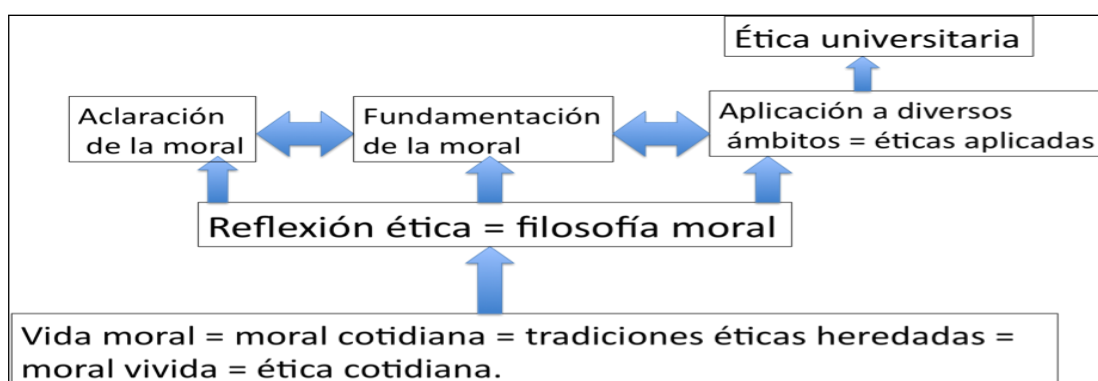 Ética universitaria
Aclaración
de la moral
Fundamentación
de la moral
Aplicación a diversos
ámbitos = éticas aplicadas
Reflexión ética = filosofía moral
Vida moral = moral cotidiana = tradiciones éticas heredadas =
moral vivida = ética cotidiana.